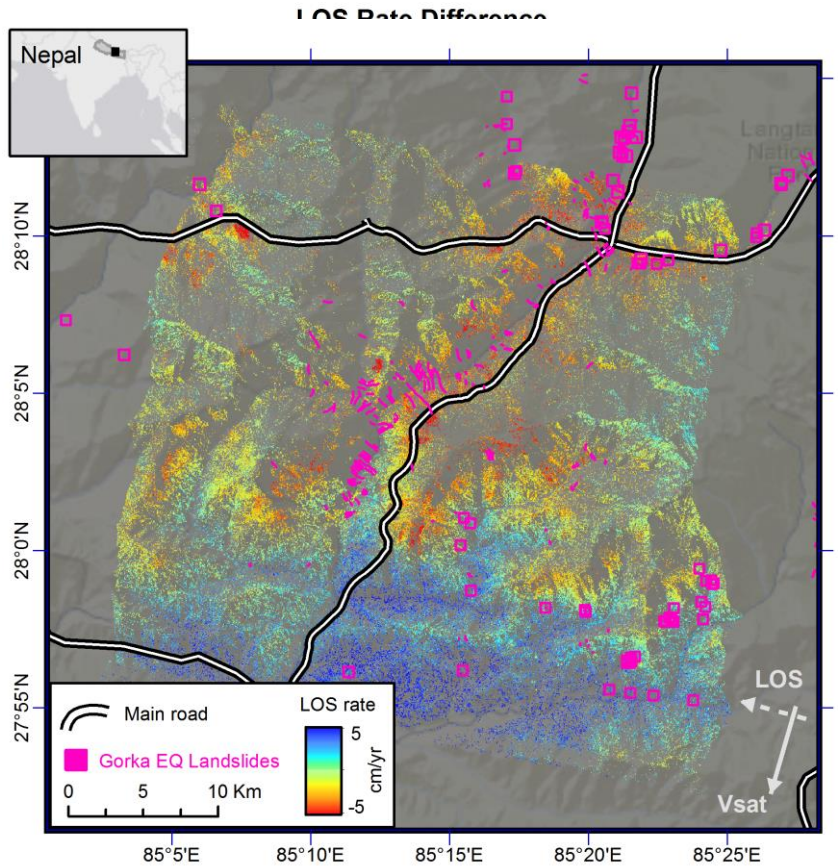 LOS Rate Difference
Nepal
28°10'N
28°5'N
28°0'N
27°55'N
LOS
Vsat
Main road
Gorka EQ Landslides
0 5 10 Km
LOS rate
5
-5
cm/yr
85°5'E 85°10'E 85°15'E 85°20'E 85°25'E